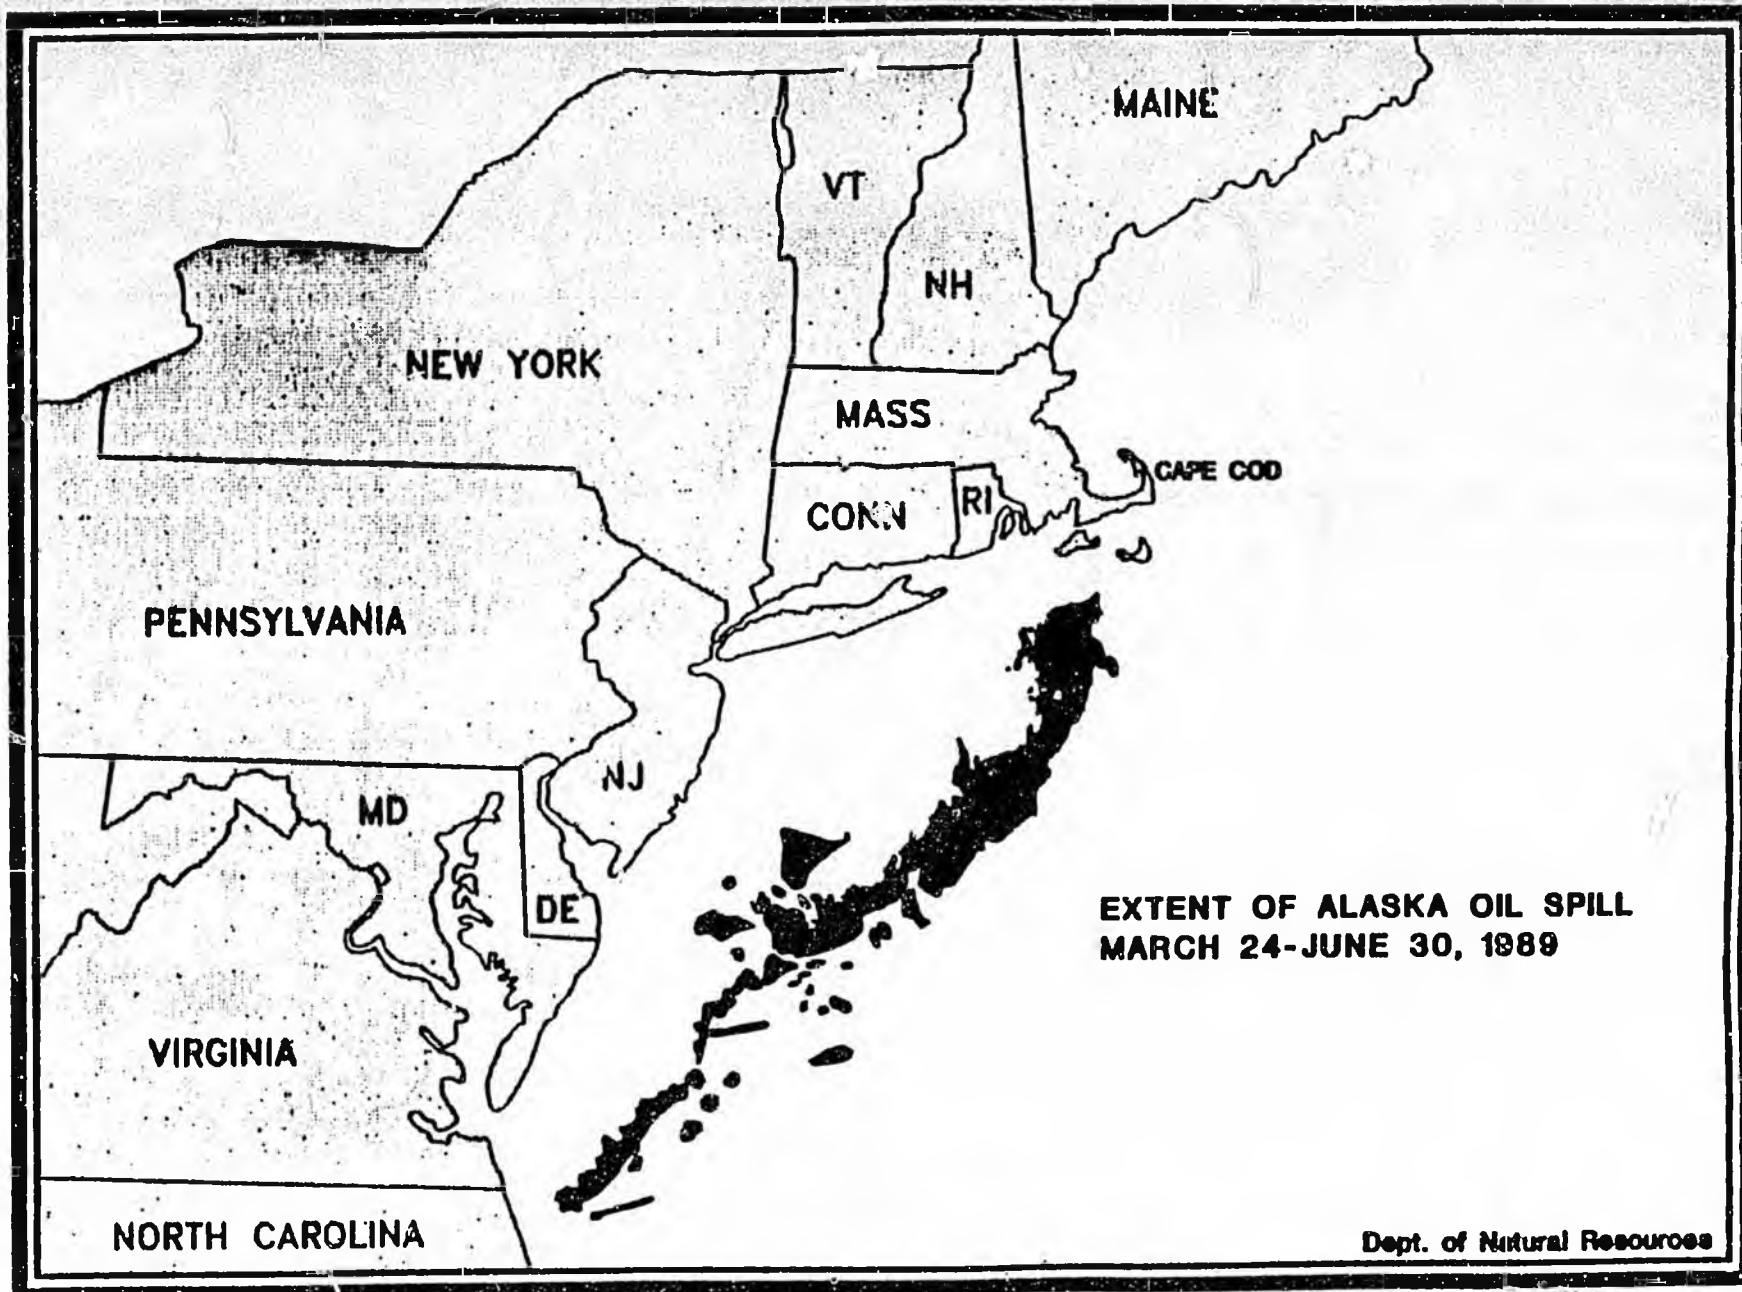 MAINE
VT
NH
NEW YORK
MASS
CAPE COD
CONN
RI
PENNSYLVANIA
NJ
MD
DE
EXTENT OF ALASKA OIL SPILL
MARCH 24-JUNE 30, 1989
VIRGINIA
NORTH CAROLINA
Dept. of Natural Resources